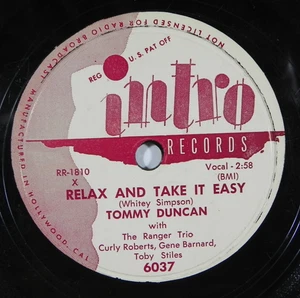 NOT LICENSED FOR RADIO BROADCAST. MANUFACTURED IN HOLLYWOOD, CAL
REG U.S. PAT OFF
intro
RECORDS
RR-1810
X
Vocal - 2:58
(BMI)
RELAX AND TAKE IT EASY
(Whitey Simpson)
TOMMY DUNCAN
with
The Ranger Trio
Curly Roberts, Gene Barnard,
Toby Stiles
6037